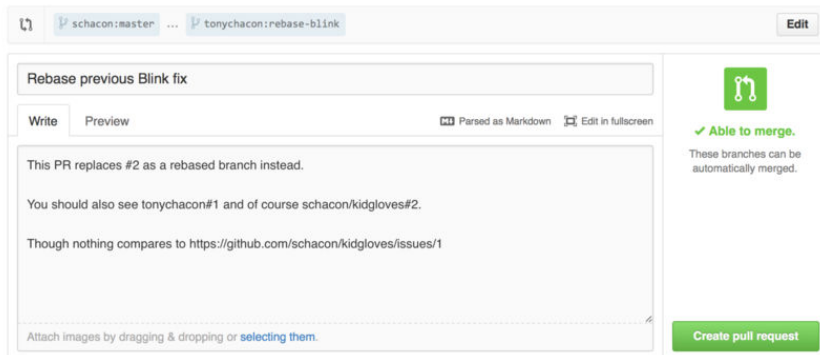 schacon:master ... tonychacon:rebase-blink Edit
Rebase previous Blink fix
Write Preview Parsed as Markdown Edit in fullscreen
This PR replaces #2 as a rebased branch instead.
You should also see tonychacon#1 and of course schacon/kidgloves#2.
Though nothing compares to https://github.com/schacon/kidgloves/issues/1
Attach images by dragging & dropping or selecting them.
✓ Able to merge.
These branches can be
automatically merged.
Create pull request